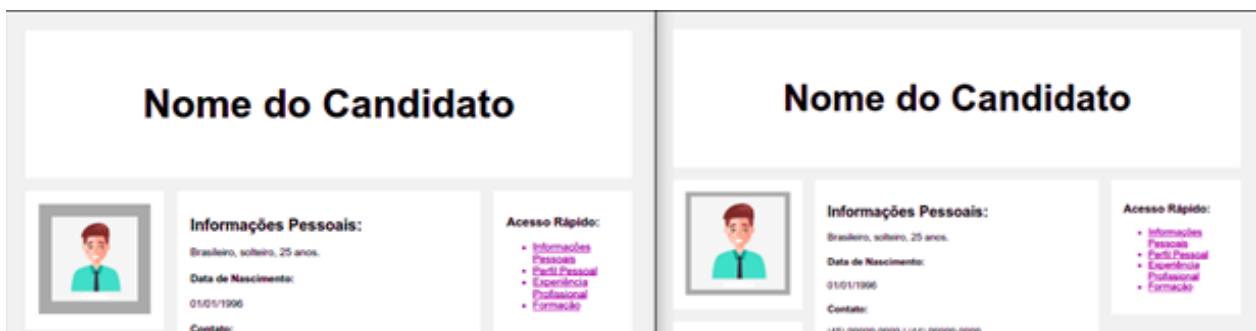 Nome do Candidato
Informações Pessoais:
Brasileiro, solteiro, 25 anos.
Data de Nascimento:
01/01/1996
Contato:
Acesso Rápido:
Informações
Pessoais
Perfil Pessoal
Experiência
Profissional
Formação
Nome do Candidato
Informações Pessoais:
Brasileiro, solteiro, 25 anos.
Data de Nascimento:
01/01/1996
Contato:
Acesso Rápido:
Informações
Pessoais
Perfil Pessoal
Experiência
Profissional
Formação